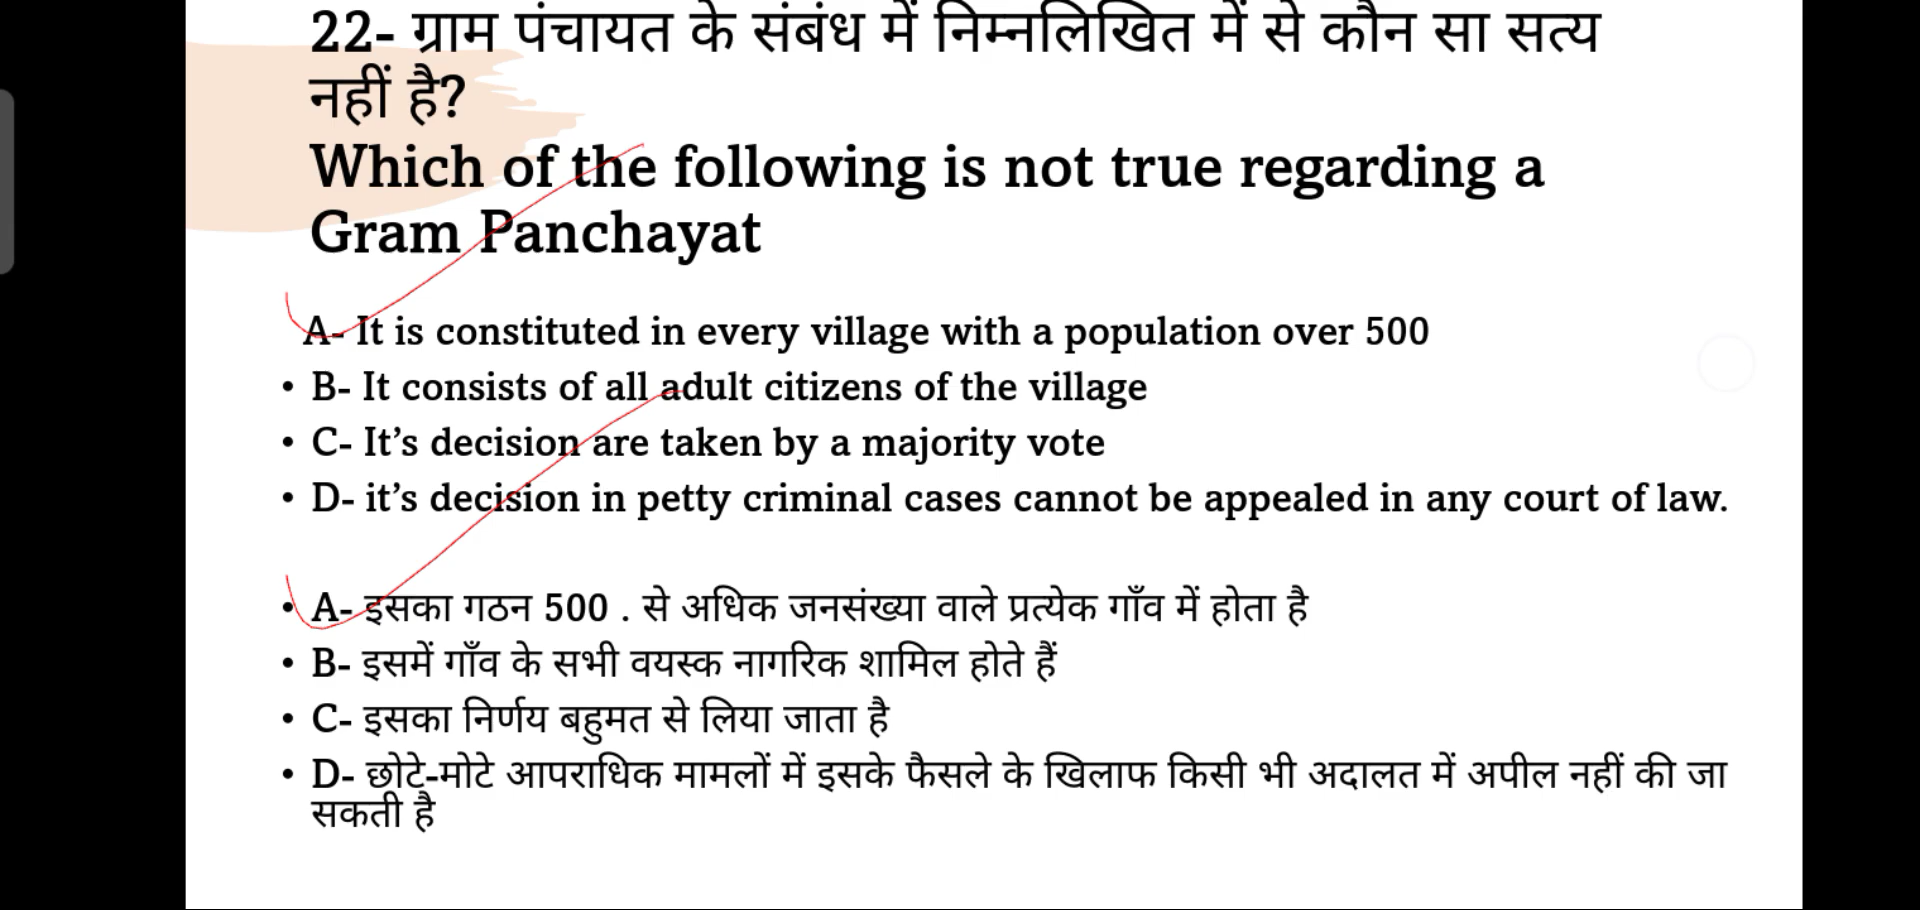 22- ग्राम पंचायत के संबंध में निम्नलिखित में से कौन सा सत्य
नहीं है?
Which of the following is not true regarding a
Gram Panchayat
A- It is constituted in every village with a population over 500
• B- It consists of all adult citizens of the village
• C- It’s decision are taken by a majority vote
• D- it’s decision in petty criminal cases cannot be appealed in any court of law.
• A- इसका गठन 500 . से अधिक जनसंख्या वाले प्रत्येक गाँव में होता है
• B- इसमें गाँव के सभी वयस्क नागरिक शामिल होते हैं
• C- इसका निर्णय बहुमत से लिया जाता है
• D- छोटे-मोटे आपराधिक मामलों में इसके फैसले के खिलाफ किसी भी अदालत में अपील नहीं की जा
सकती है